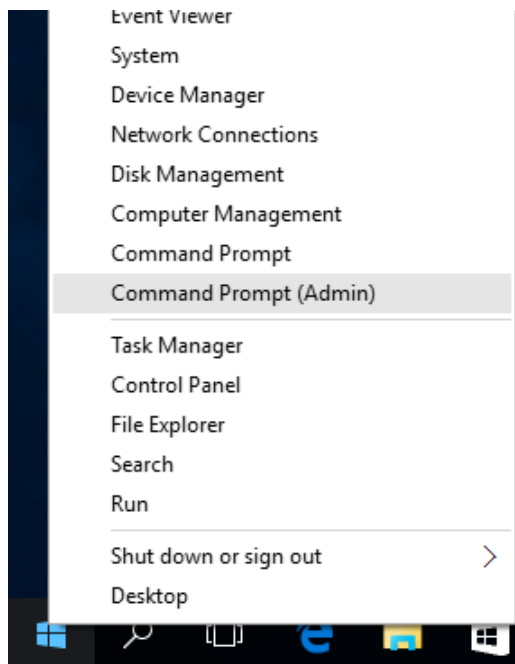 Event Viewer
System
Device Manager
Network Connections
Disk Management
Computer Management
Command Prompt
Command Prompt (Admin)
Task Manager
Control Panel
File Explorer
Search
Run
Shut down or sign out
Desktop